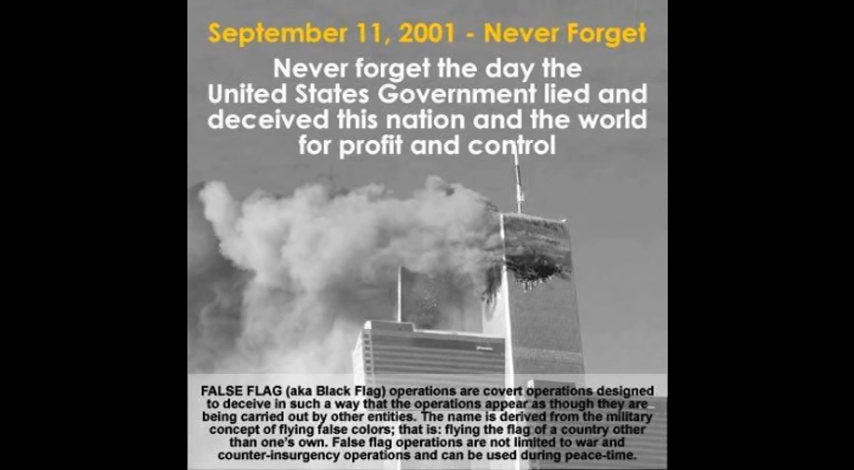 September 11, 2001 - Never Forget
Never forget the day the
United States Government lied and
deceived this nation and the world
for profit and control
FALSE FLAG (aka Black Flag) operations are covert operations designed
to deceive in such a way that the operations appear as though they are
being carried out by other entities. The name is derived from the military
concept of flying false colors; that is: flying the flag of a country other
than one's own. False flag operations are not limited to war and
counter-insurgency operations and can be used during peace-time.